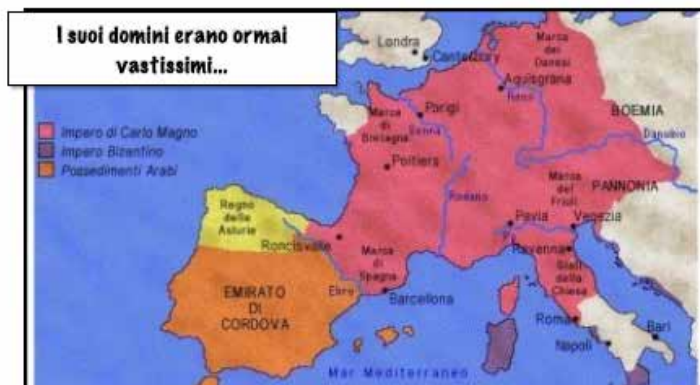 I suoi domini erano ormai
vastissimi...
Impero di Carlo Magno
Impero Bizantino
Possedimenti Arabi
Londra
Canterbury
Marca
dei
Danesi
Aquisgrana
Reno
BOEMIA
Danubio
Marca
di
Bretagna
Parigi
Senna
Poitiers
Marca
del
Friuli
PANNONIA
Rodano
Pavia
Po
Venezia
Ravenna
Regno
delle
Asturie
Roncisvalle
Marca
di
Spagna
Stati
della
Chiesa
Ebro
Barcellona
EMIRATO
DI
CORDOVA
Roma
Bari
Napoli
Mar Mediterraneo